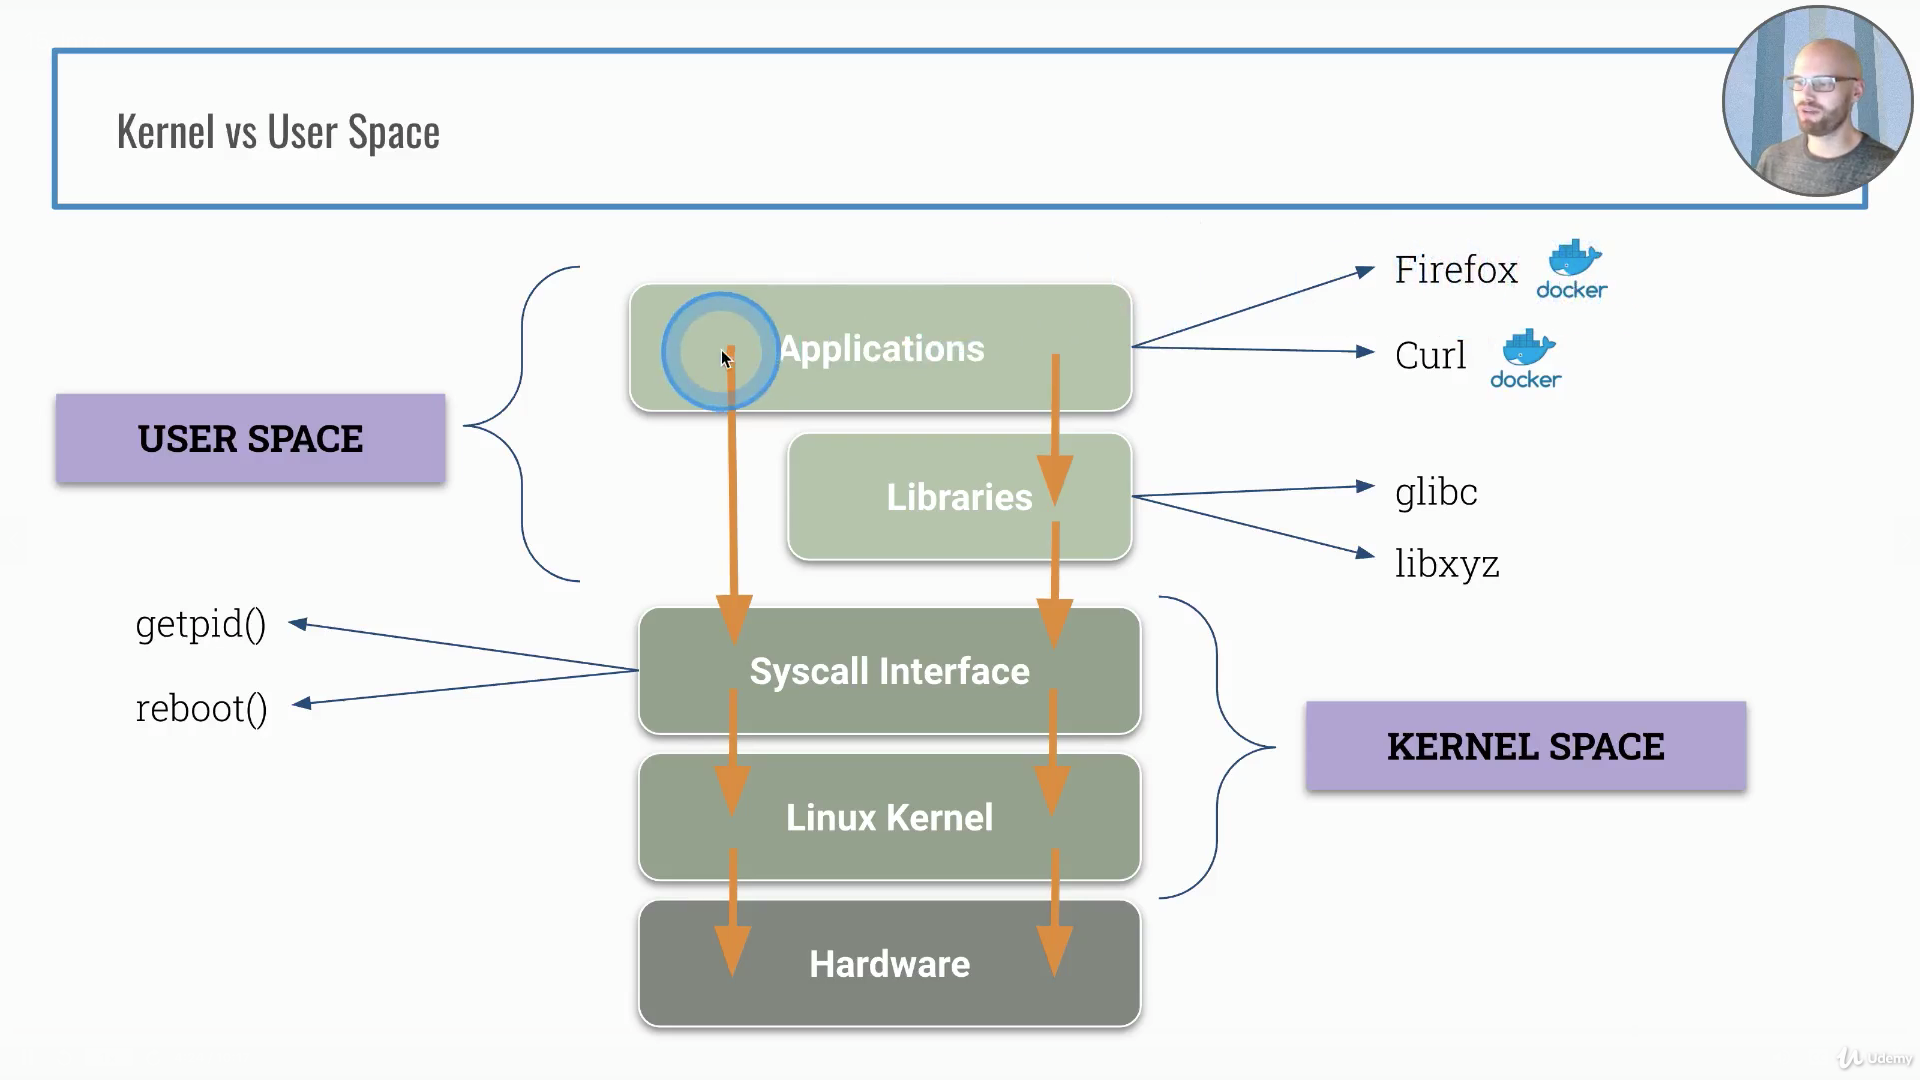 Kernel vs User Space
Firefox
docker
Applications
Curl
docker
USER SPACE
Libraries
glibc
libxyz
getpid()
Syscall Interface
reboot()
KERNEL SPACE
Linux Kernel
Hardware
Udemy